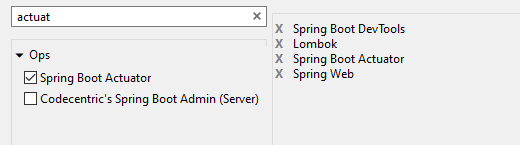 actuat
Ops
Spring Boot Actuator
Codecentric's Spring Boot Admin (Server)
X Spring Boot DevTools
X Lombok
X Spring Boot Actuator
X Spring Web